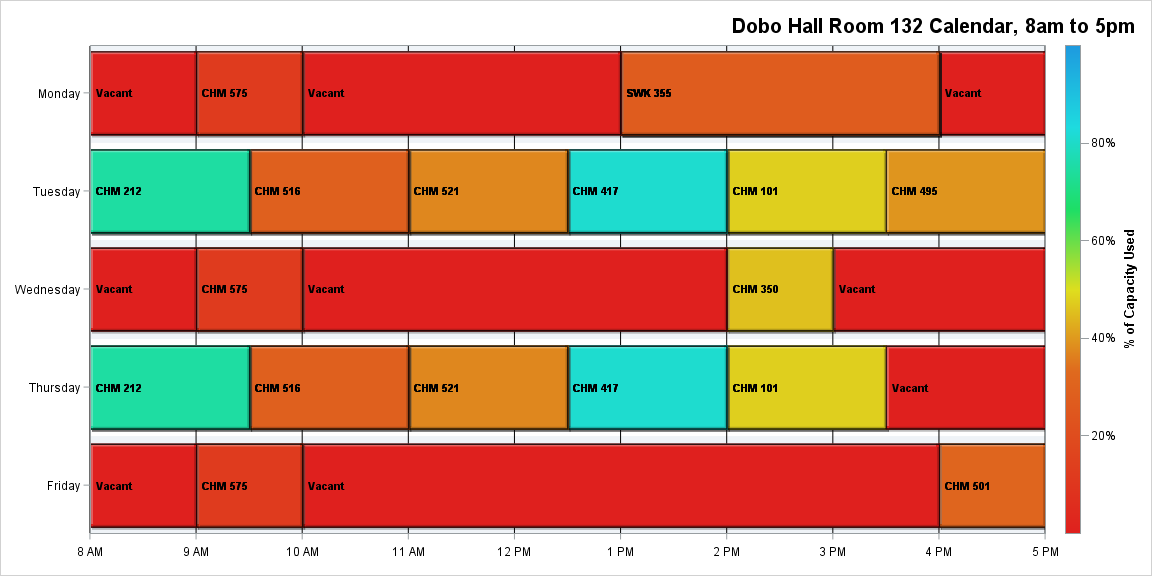 Dobo Hall Room 132 Calendar, 8am to 5pm
Monday
Vacant
CHM 575
Vacant
SWK 355
Vacant
Tuesday
CHM 212
CHM 516
CHM 521
CHM 417
CHM 101
CHM 495
Wednesday
Vacant
CHM 575
Vacant
CHM 350
Vacant
Thursday
CHM 212
CHM 516
CHM 521
CHM 417
CHM 101
Vacant
Friday
Vacant
CHM 575
Vacant
CHM 501
8 AM
9 AM
10 AM
11 AM
12 PM
1 PM
2 PM
3 PM
4 PM
5 PM
80%
60%
40%
20%
% of Capacity Used